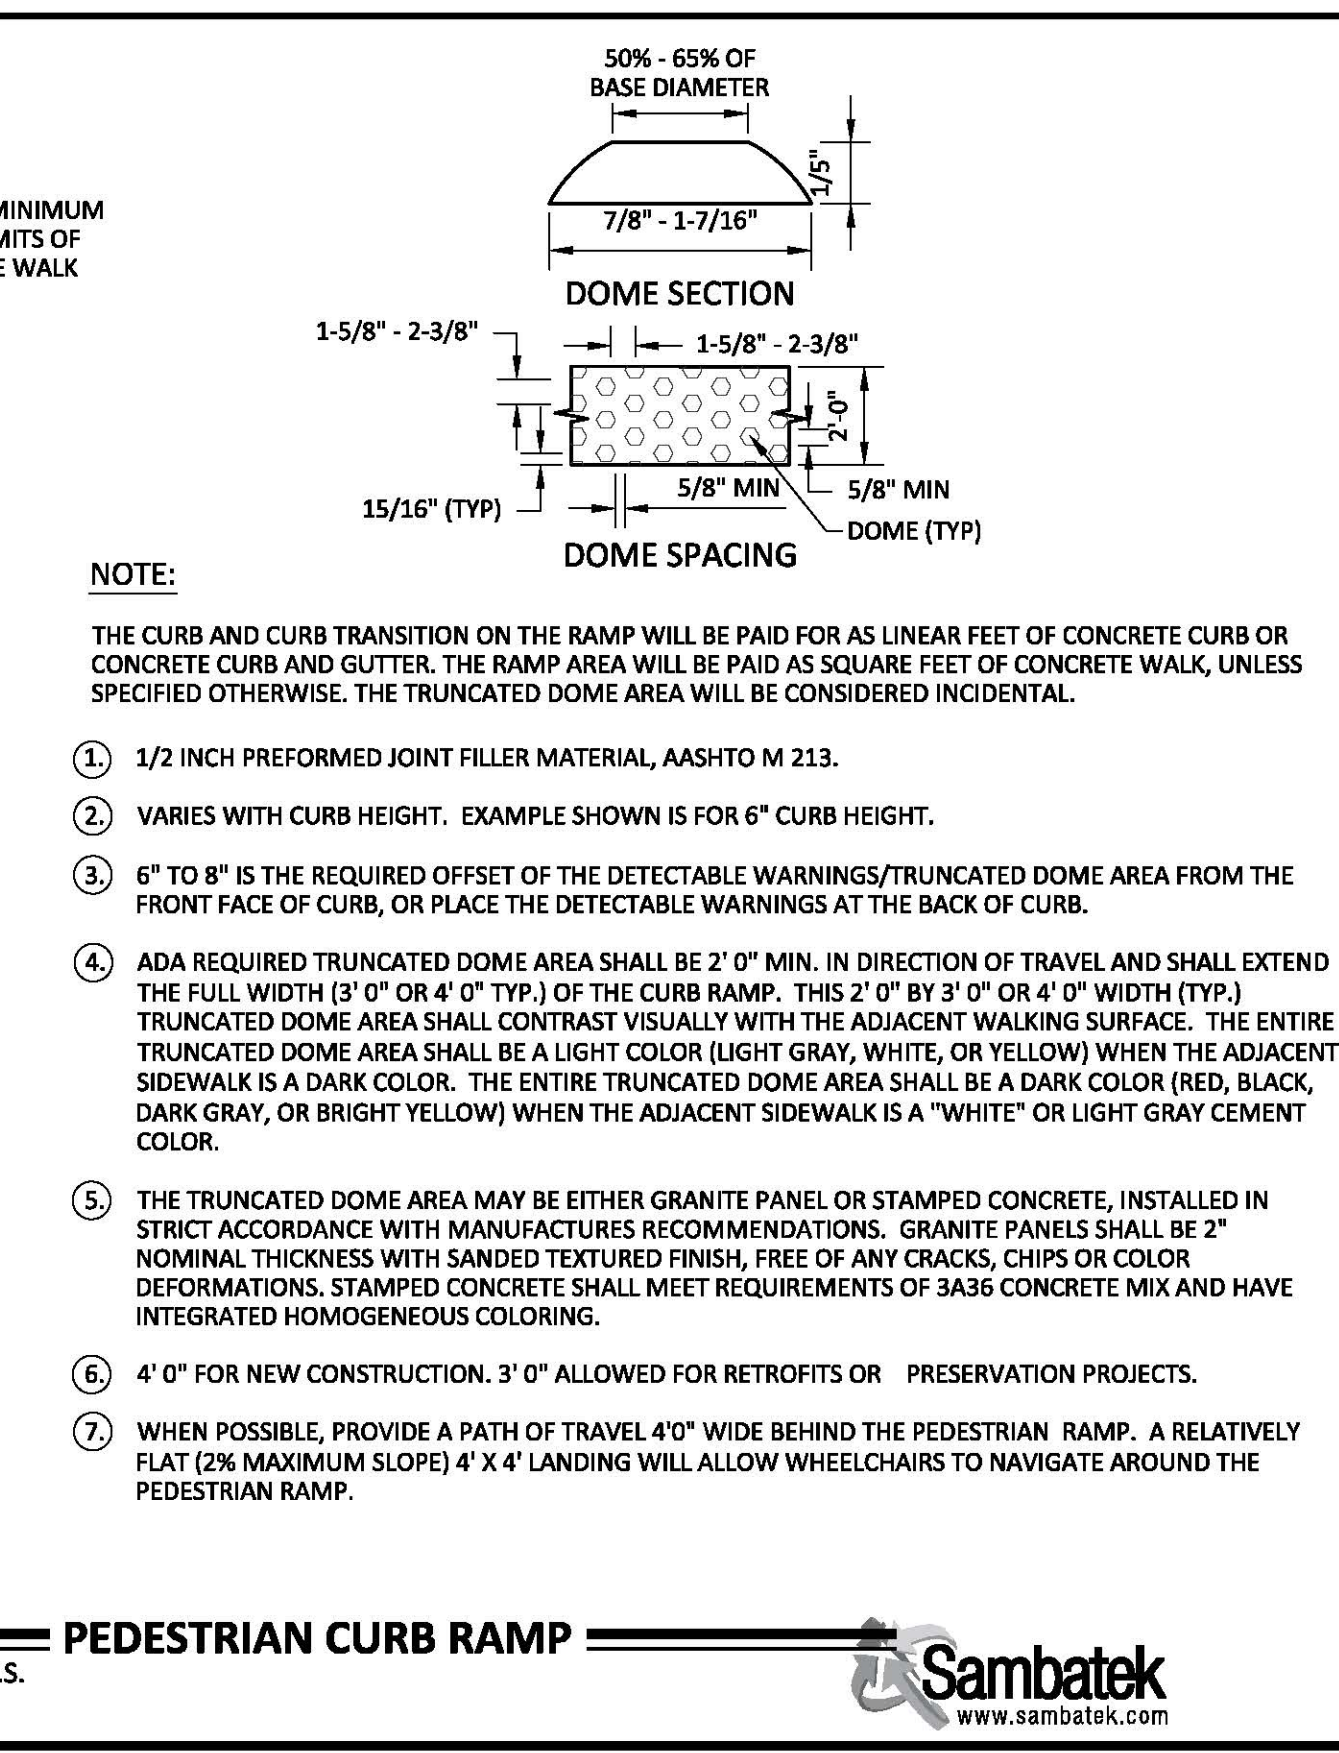 50% - 65% OF
BASE DIAMETER
1/5"
7/8" - 1-7/16"
MINIMUM
MITS OF
E WALK
DOME SECTION
1-5/8" - 2-3/8"
1-5/8" - 2-3/8"
2'-0"
15/16" (TYP)
5/8" MIN
5/8" MIN
DOME (TYP)
DOME SPACING
NOTE:
THE CURB AND CURB TRANSITION ON THE RAMP WILL BE PAID FOR AS LINEAR FEET OF CONCRETE CURB OR
CONCRETE CURB AND GUTTER. THE RAMP AREA WILL BE PAID AS SQUARE FEET OF CONCRETE WALK, UNLESS
SPECIFIED OTHERWISE. THE TRUNCATED DOME AREA WILL BE CONSIDERED INCIDENTAL.
1. 1/2 INCH PREFORMED JOINT FILLER MATERIAL, AASHTO M 213.
2. VARIES WITH CURB HEIGHT. EXAMPLE SHOWN IS FOR 6" CURB HEIGHT.
3. 6" TO 8" IS THE REQUIRED OFFSET OF THE DETECTABLE WARNINGS/TRUNCATED DOME AREA FROM THE
FRONT FACE OF CURB, OR PLACE THE DETECTABLE WARNINGS AT THE BACK OF CURB.
4. ADA REQUIRED TRUNCATED DOME AREA SHALL BE 2' 0" MIN. IN DIRECTION OF TRAVEL AND SHALL EXTEND
THE FULL WIDTH (3' 0" OR 4' 0" TYP.) OF THE CURB RAMP. THIS 2' 0" BY 3' 0" OR 4' 0" WIDTH (TYP.)
TRUNCATED DOME AREA SHALL CONTRAST VISUALLY WITH THE ADJACENT WALKING SURFACE. THE ENTIRE
TRUNCATED DOME AREA SHALL BE A LIGHT COLOR (LIGHT GRAY, WHITE, OR YELLOW) WHEN THE ADJACENT
SIDEWALK IS A DARK COLOR. THE ENTIRE TRUNCATED DOME AREA SHALL BE A DARK COLOR (RED, BLACK,
DARK GRAY, OR BRIGHT YELLOW) WHEN THE ADJACENT SIDEWALK IS A "WHITE" OR LIGHT GRAY CEMENT
COLOR.
5. THE TRUNCATED DOME AREA MAY BE EITHER GRANITE PANEL OR STAMPED CONCRETE, INSTALLED IN
STRICT ACCORDANCE WITH MANUFACTURES RECOMMENDATIONS. GRANITE PANELS SHALL BE 2"
NOMINAL THICKNESS WITH SANDED TEXTURED FINISH, FREE OF ANY CRACKS, CHIPS OR COLOR
DEFORMATIONS. STAMPED CONCRETE SHALL MEET REQUIREMENTS OF 3A36 CONCRETE MIX AND HAVE
INTEGRATED HOMOGENEOUS COLORING.
6. 4' 0" FOR NEW CONSTRUCTION. 3' 0" ALLOWED FOR RETROFITS OR PRESERVATION PROJECTS.
7. WHEN POSSIBLE, PROVIDE A PATH OF TRAVEL 4'0" WIDE BEHIND THE PEDESTRIAN RAMP. A RELATIVELY
FLAT (2% MAXIMUM SLOPE) 4' X 4' LANDING WILL ALLOW WHEELCHAIRS TO NAVIGATE AROUND THE
PEDESTRIAN RAMP.
PEDESTRIAN CURB RAMP
.S.
Sambatek
www.sambatek.com